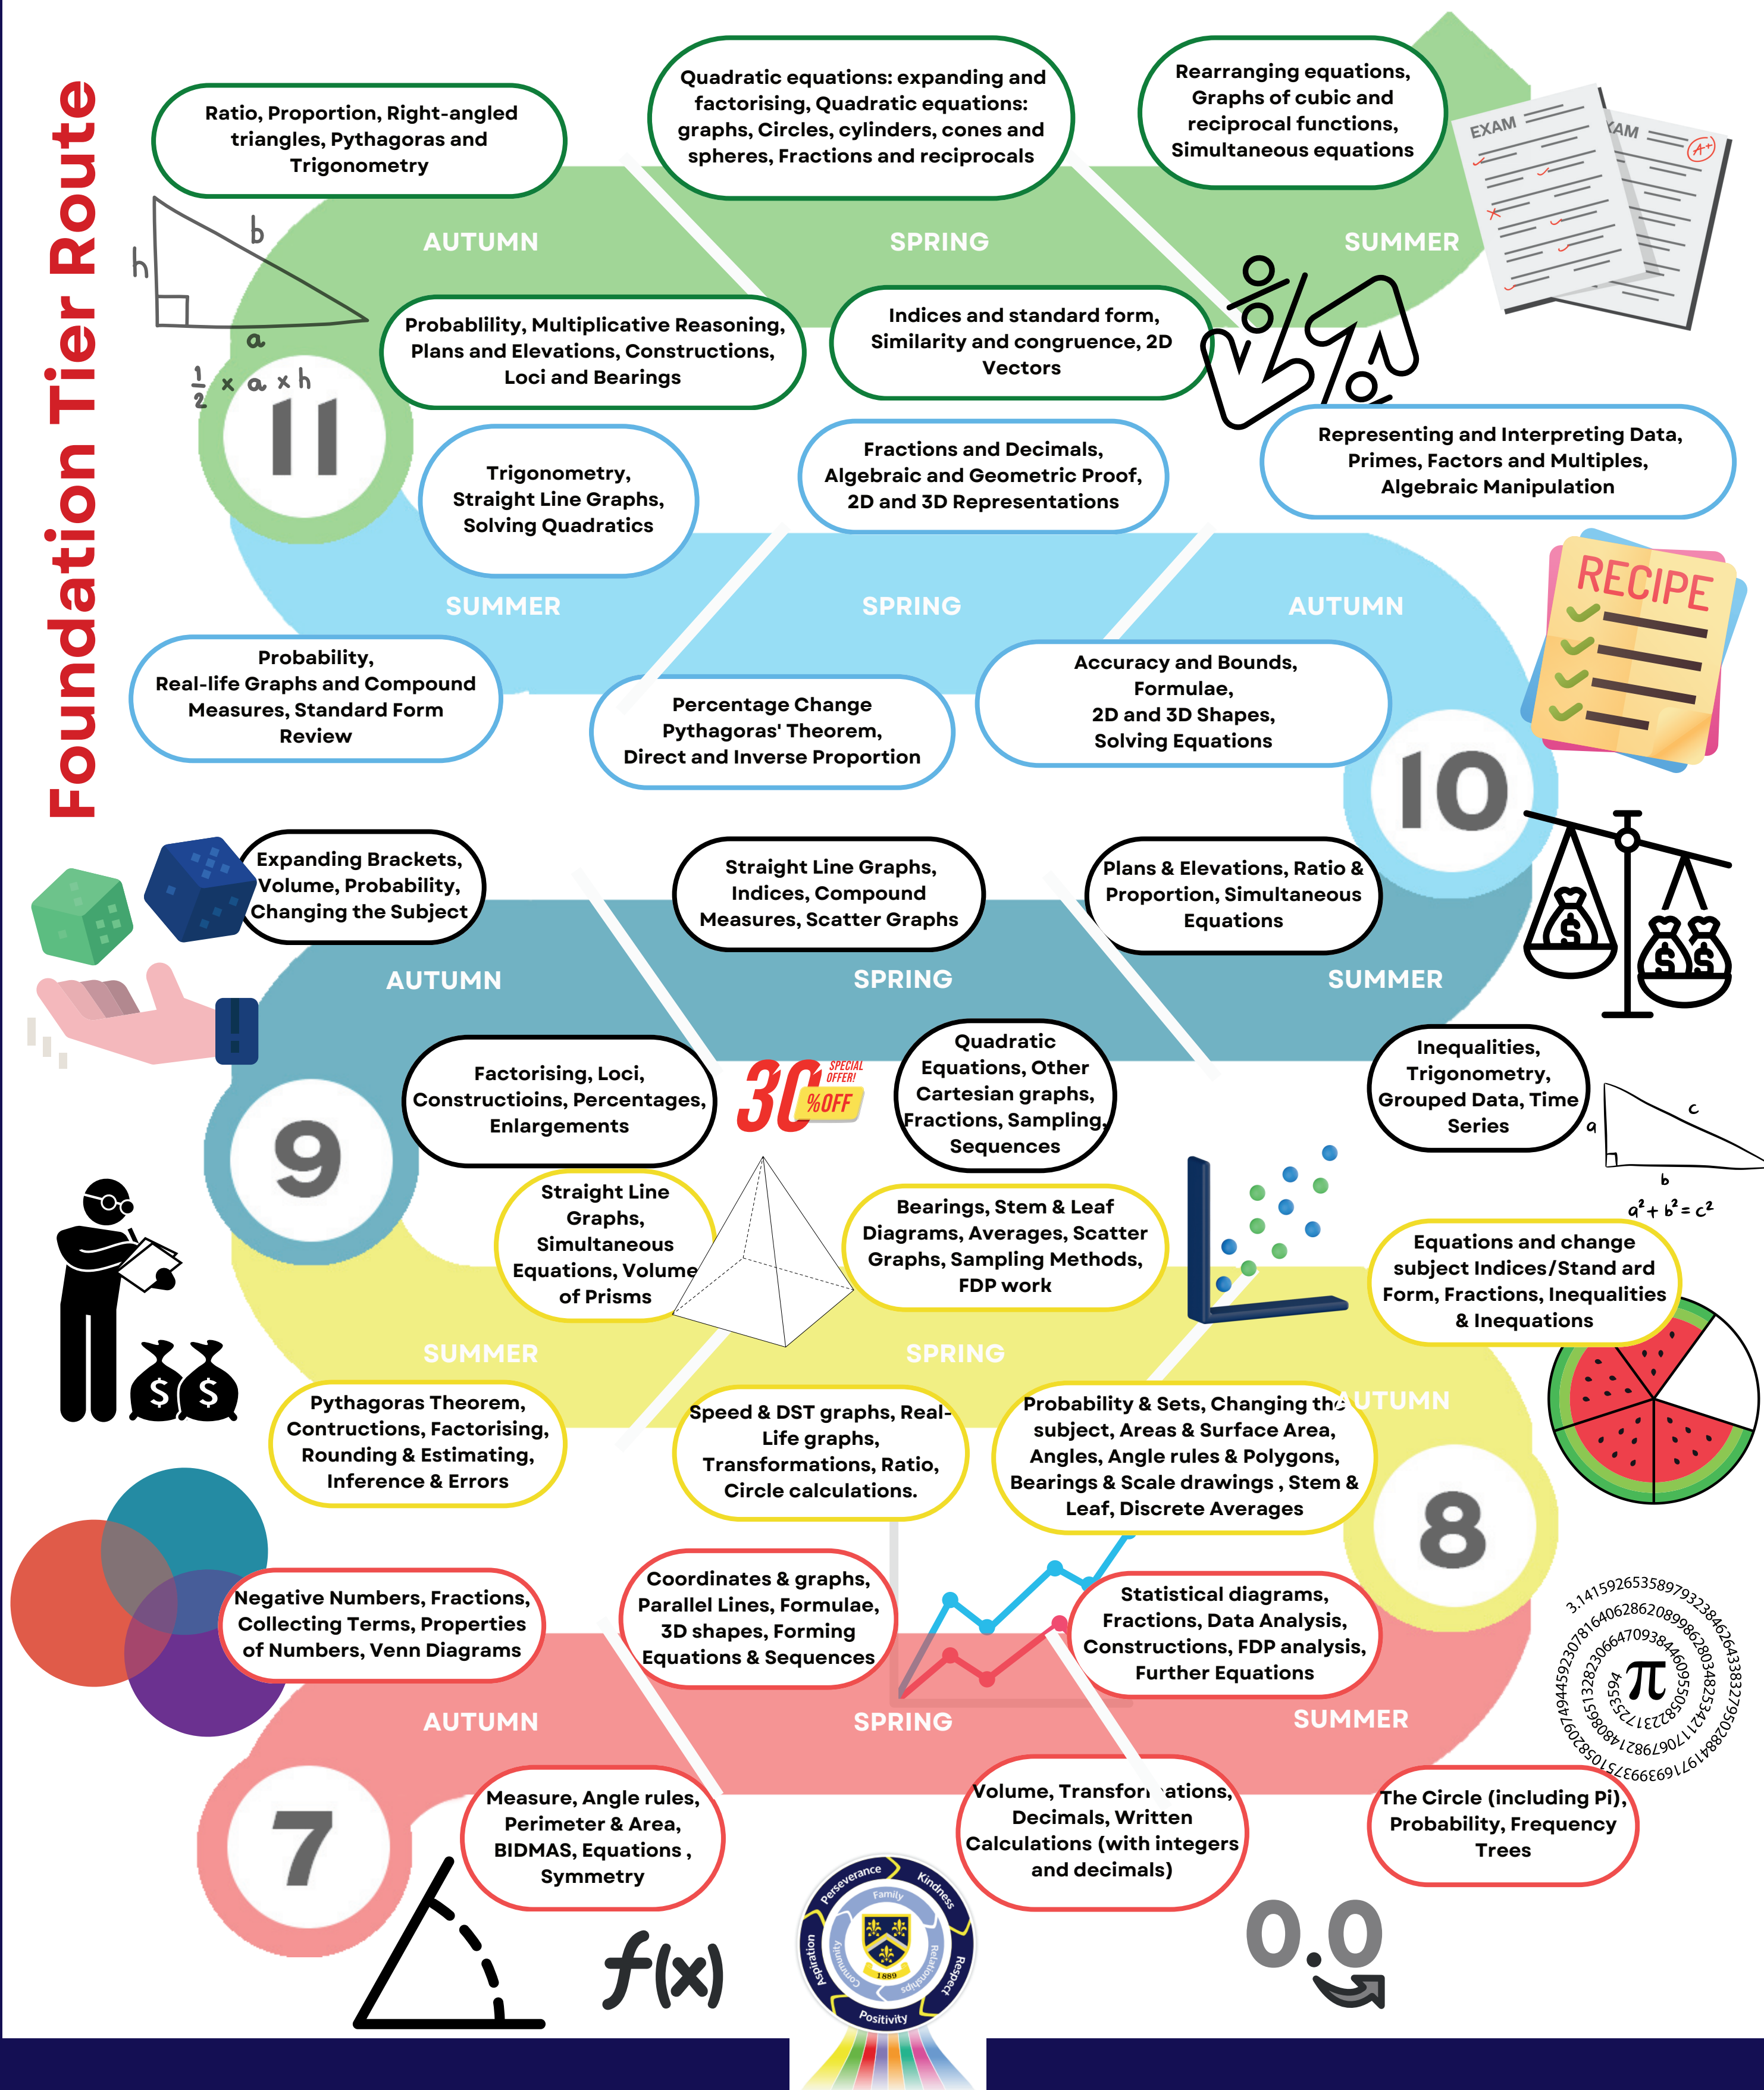 Foundation Tier Route
Ratio, Proportion, Right-angled
triangles, Pythagoras and
Trigonometry
Quadratic equations: expanding and
factorising, Quadratic equations:
graphs, Circles, cylinders, cones and
spheres, Fractions and reciprocals
Rearranging equations,
Graphs of cubic and
reciprocal functions,
Simultaneous equations
EXAM
A+
AUTUMN
SPRING
SUMMER
h
b
a
1/2 x a x h
Probablility, Multiplicative Reasoning,
Plans and Elevations, Constructions,
Loci and Bearings
Indices and standard form,
Similarity and congruence, 2D
Vectors
11
Trigonometry,
Straight Line Graphs,
Solving Quadratics
Fractions and Decimals,
Algebraic and Geometric Proof,
2D and 3D Representations
Representing and Interpreting Data,
Primes, Factors and Multiples,
Algebraic Manipulation
SUMMER
SPRING
AUTUMN
RECIPE
Probability,
Real-life Graphs and Compound
Measures, Standard Form
Review
Percentage Change
Pythagoras' Theorem,
Direct and Inverse Proportion
Accuracy and Bounds,
Formulae,
2D and 3D Shapes,
Solving Equations
10
Expanding Brackets,
Volume, Probability,
Changing the Subject
Straight Line Graphs,
Indices, Compound
Measures, Scatter Graphs
Plans & Elevations, Ratio &
Proportion, Simultaneous
Equations
$
$ $
AUTUMN
SPRING
SUMMER
Factorising, Loci,
Constructioins, Percentages,
Enlargements
30
SPECIAL
OFFER!
%OFF
Quadratic
Equations, Other
Cartesian graphs,
Fractions, Sampling,
Sequences
Inequalities,
Trigonometry,
Grouped Data, Time
Series
a
c
b
a² + b² = c²
9
Straight Line
Graphs,
Simultaneous
Equations, Volume
of Prisms
Bearings, Stem & Leaf
Diagrams, Averages, Scatter
Graphs, Sampling Methods,
FDP work
Equations and change
subject Indices/Stand ard
Form, Fractions, Inequalities
& Inequations
SUMMER
SPRING
AUTUMN
$ $
Pythagoras Theorem,
Contructions, Factorising,
Rounding & Estimating,
Inference & Errors
Speed & DST graphs, Real-
Life graphs,
Transformations, Ratio,
Circle calculations.
Probability & Sets, Changing the
subject, Areas & Surface Area,
Angles, Angle rules & Polygons,
Bearings & Scale drawings , Stem &
Leaf, Discrete Averages
8
Negative Numbers, Fractions,
Collecting Terms, Properties
of Numbers, Venn Diagrams
Coordinates & graphs,
Parallel Lines, Formulae,
3D shapes, Forming
Equations & Sequences
Statistical diagrams,
Fractions, Data Analysis,
Constructions, FDP analysis,
Further Equations
3.14159265358979323846264338327950288419716939937510582097494459230781640628620899862803482534211706798214808651328230664709384460955058223172535940
π
AUTUMN
SPRING
SUMMER
7
Measure, Angle rules,
Perimeter & Area,
BIDMAS, Equations ,
Symmetry
Volume, Transformations,
Decimals, Written
Calculations (with integers
and decimals)
The Circle (including Pi),
Probability, Frequency
Trees
f(x)
Perseverance
Kindness
Respect
Positivity
Aspiration
Family
Relationships
Community
1889
0.0